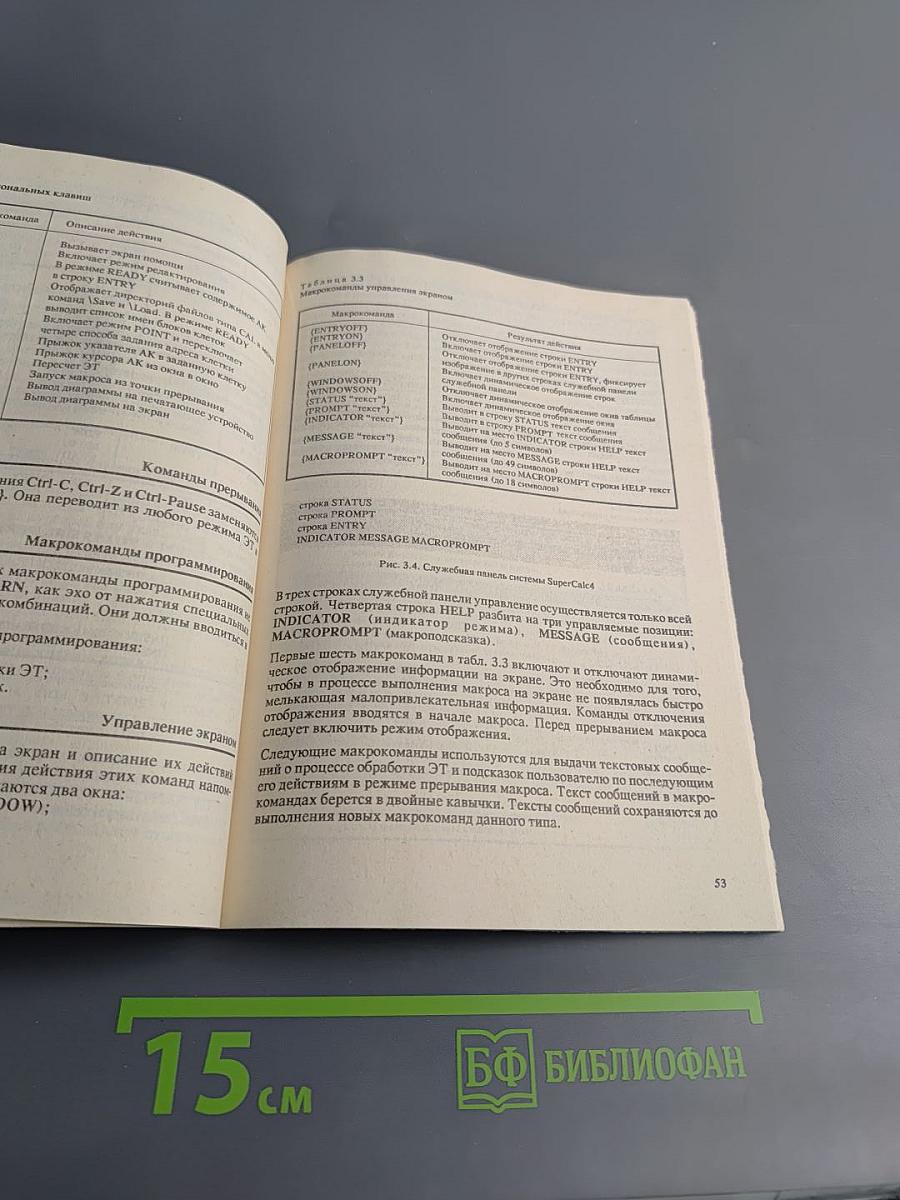 ональных клавиш
команда
Описание действия
Вызывает экран помощи
Включает режим редактирования
В режиме READY считывает содержимое АК
в строку ENTRY
Отображает директорий файлов типа CAL в
команд \Save и \Load. В режиме READY
выводит список имен блоков клеток
Включает режим POINT и переключает
четыре способа задания адреса клетки
Прыжок указателе АК в заданную клетку
Прыжок курсора АК из окна в окно
Пересчет ЭТ
Запуск макроса из точки прерывания
Вывод диаграммы на печатающее устройство
Вывод диаграммы на экран
Команды прерывания
ния Ctrl-C, Ctrl-Z и Ctrl-Pause заменяются
}. Она переводит из любого режима ЭТ в
Макрокоманды программирования
к макрокоманды программирования не
RN, как эхо от нажатия специальных
комбинаций. Они должны вводиться в
программирования:
ки ЭТ;
к.
Управление экраном
а экран и описание их действий
ия действия этих команд напом-
аются два окна:
DOW);
Таблица 3.3
Макрокоманды управления экраном
Макрокоманда
Результат действия
{ENTRYOFF}
Отключает отображение строки ENTRY
{ENTRYON}
Включает отображение строки ENTRY
{PANELOFF}
Отключает отображение строки ENTRY, фиксирует
изображение в других строках служебной панели
{PANELON}
Включает динамическое отображение строк
служебной панели
{WINDOWSOFF}
Отключает динамическое отображение окна таблицы
{WINDOWSON}
Включает динамическое отображение окна
{STATUS "текст"}
Выводит в строку STATUS текст сообщения
{PROMPT "текст"}
Выводит в строку PROMPT текст сообщения
{INDICATOR "текст"}
Выводит на место INDICATOR строки HELP текст
сообщения (до 5 символов)
{MESSAGE "текст"}
Выводит на место MESSAGE строки HELP текст
сообщения (до 49 символов)
{MACROPROMPT "текст"}
Выводит на место MACROPROMPT строки HELP текст
сообщения (до 18 символов)
строка STATUS
строка PROMPT
строка ENTRY
INDICATOR MESSAGE MACROPROMPT
Рис. 3.4. Служебная панель системы SuperCalc4
В трех строках служебной панели управление осуществляется только всей
строкой. Четвертая строка HELP разбита на три управляемые позиции:
INDICATOR (индикатор режима), MESSAGE (сообщения),
MACROPROMPT (макроподсказка).
Первые шесть макрокоманд в табл. 3.3 включают и отключают динами-
ческое отображение информации на экране. Это необходимо для того,
чтобы в процессе выполнения макроса на экране не появлялась быстро
мелькающая малопривлекательная информация. Команды отключения
отображения вводятся в начале макроса. Перед прерыванием макроса
следует включить режим отображения.
Следующие макрокоманды используются для выдачи текстовых сообще-
ний о процессе обработки ЭТ и подсказок пользователю по последующим
его действиям в режиме прерывания макроса. Текст сообщений в макро-
командах берется в двойные кавычки. Тексты сообщений сохраняются до
выполнения новых макрокоманд данного типа.
53
15 см
БФ БИБЛИОФАН